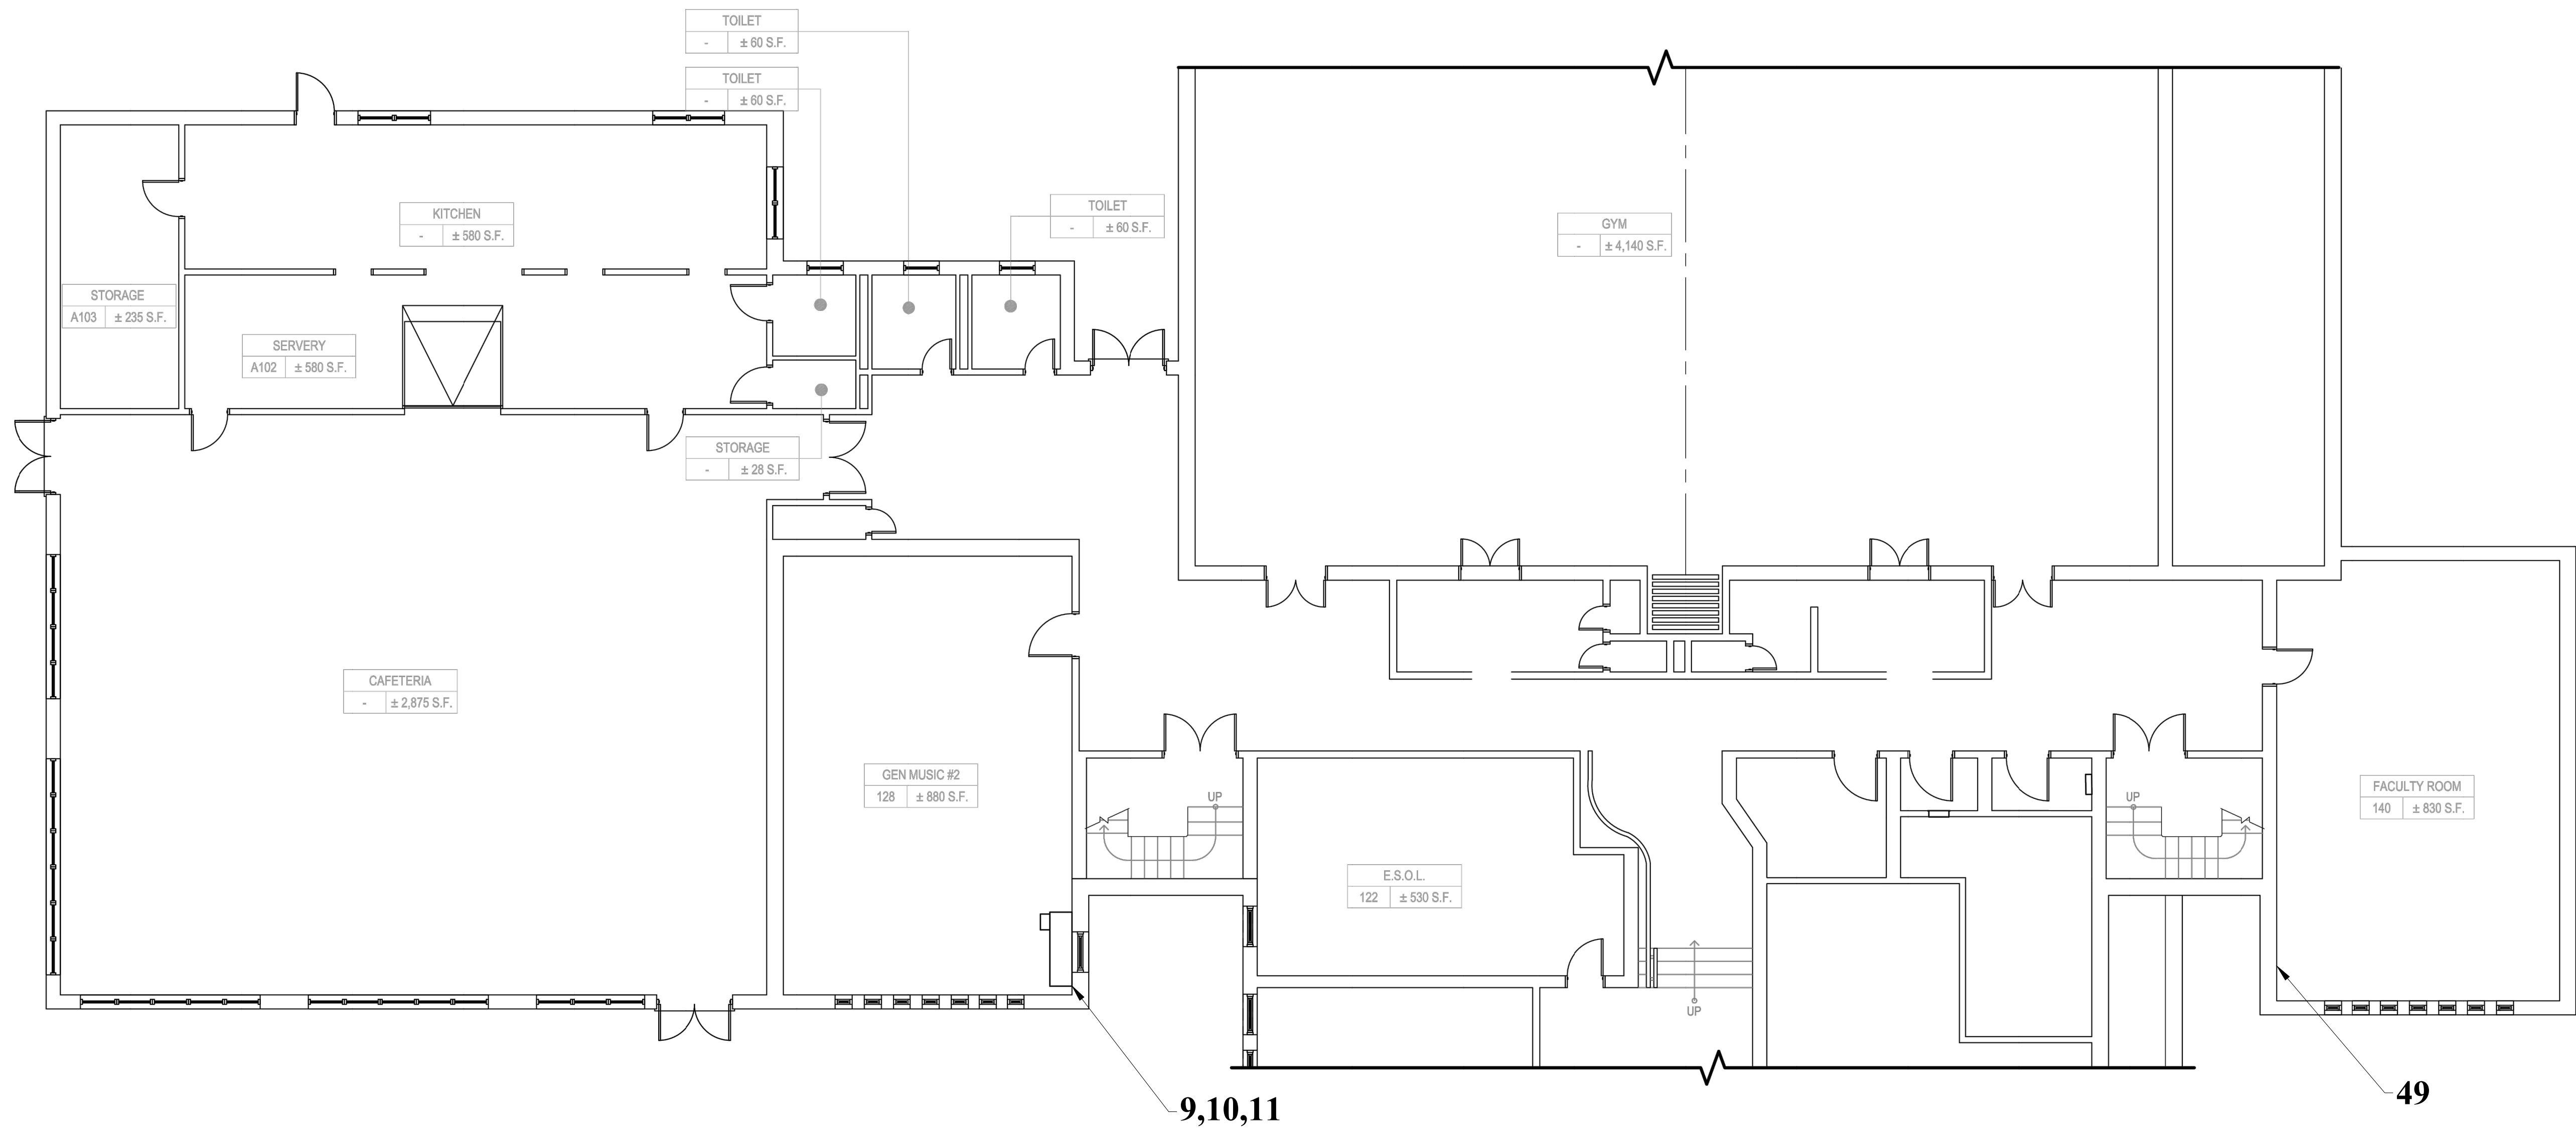 TOILET
- ± 60 S.F.
TOILET
- ± 60 S.F.
TOILET
- ± 60 S.F.
KITCHEN
- ± 580 S.F.
GYM
- ± 4,140 S.F.
STORAGE
A103 ± 235 S.F.
SERVERY
A102 ± 580 S.F.
STORAGE
- ± 28 S.F.
CAFETERIA
- ± 2,875 S.F.
GEN MUSIC #2
128 ± 880 S.F.
UP
UP
FACULTY ROOM
140 ± 830 S.F.
E.S.O.L.
122 ± 530 S.F.
UP
49
9,10,11